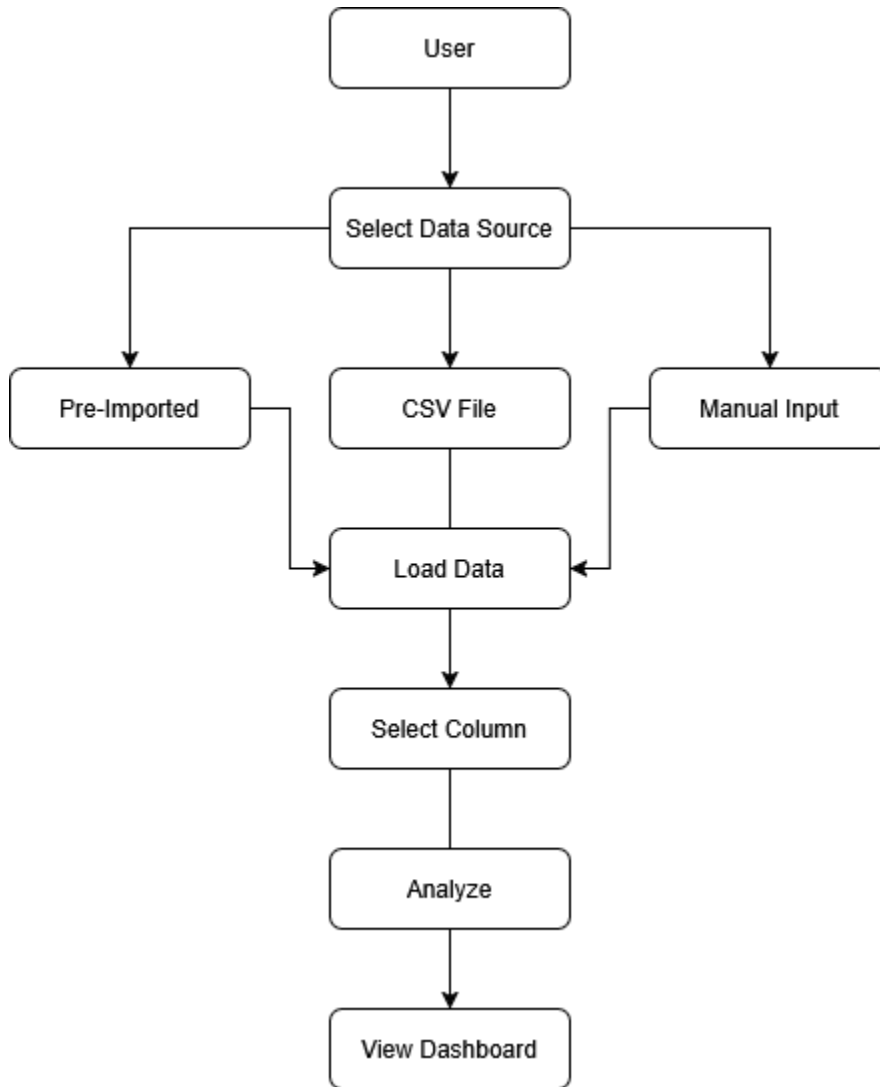 User
Select Data Source
Pre-Imported
CSV File
Manual Input
Load Data
Select Column
Analyze
View Dashboard